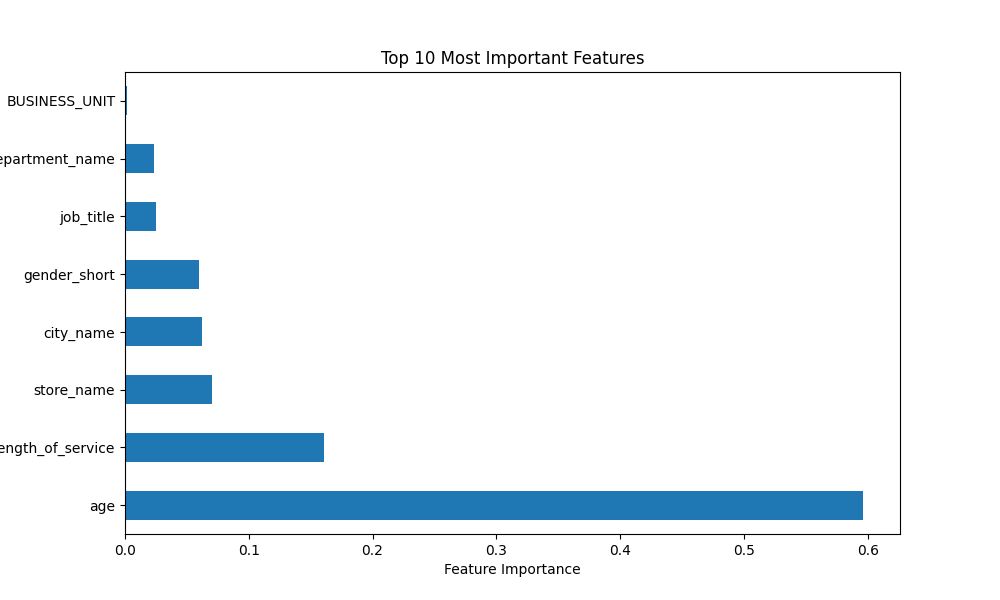 Top 10 Most Important Features
BUSINESS_UNIT
epartment_name
job_title
gender_short
city_name
store_name
ength_of_service
age
0.0 0.1 0.2 0.3 0.4 0.5 0.6
Feature Importance